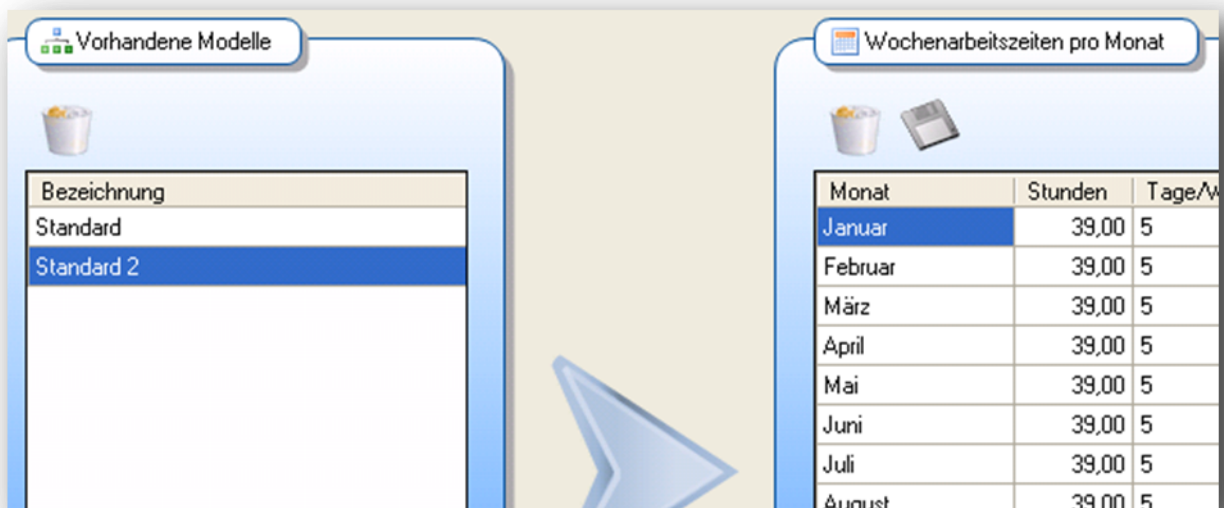 Vorhandene Modelle
Bezeichnung
Standard
Standard 2
Wochenarbeitszeiten pro Monat
Monat Stunden Tage/W
Januar 39,00 5
Februar 39,00 5
März 39,00 5
April 39,00 5
Mai 39,00 5
Juni 39,00 5
Juli 39,00 5
August 39,00 5